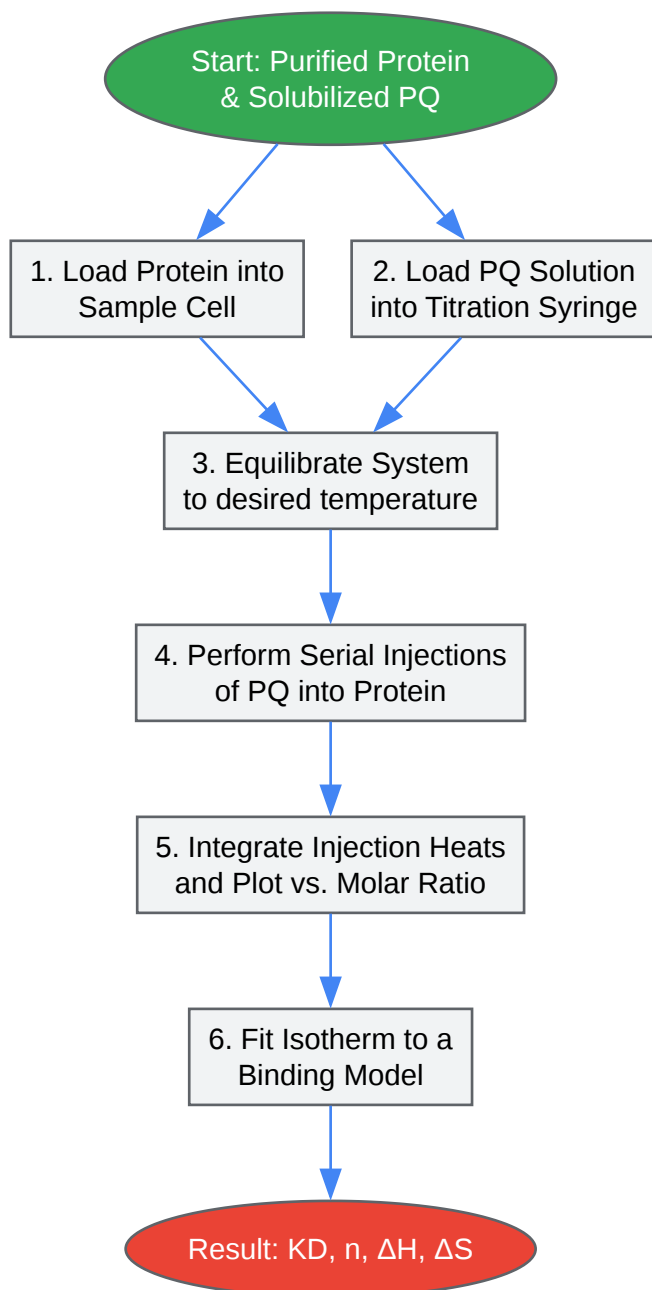 Start: Purified Protein
& Solubilized PQ
1. Load Protein into
Sample Cell
2. Load PQ Solution
into Titration Syringe
3. Equilibrate System
to desired temperature
4. Perform Serial Injections
of PQ into Protein
5. Integrate Injection Heats
and Plot vs. Molar Ratio
6. Fit Isotherm to a
Binding Model
Result: KD, n, ΔH, ΔS